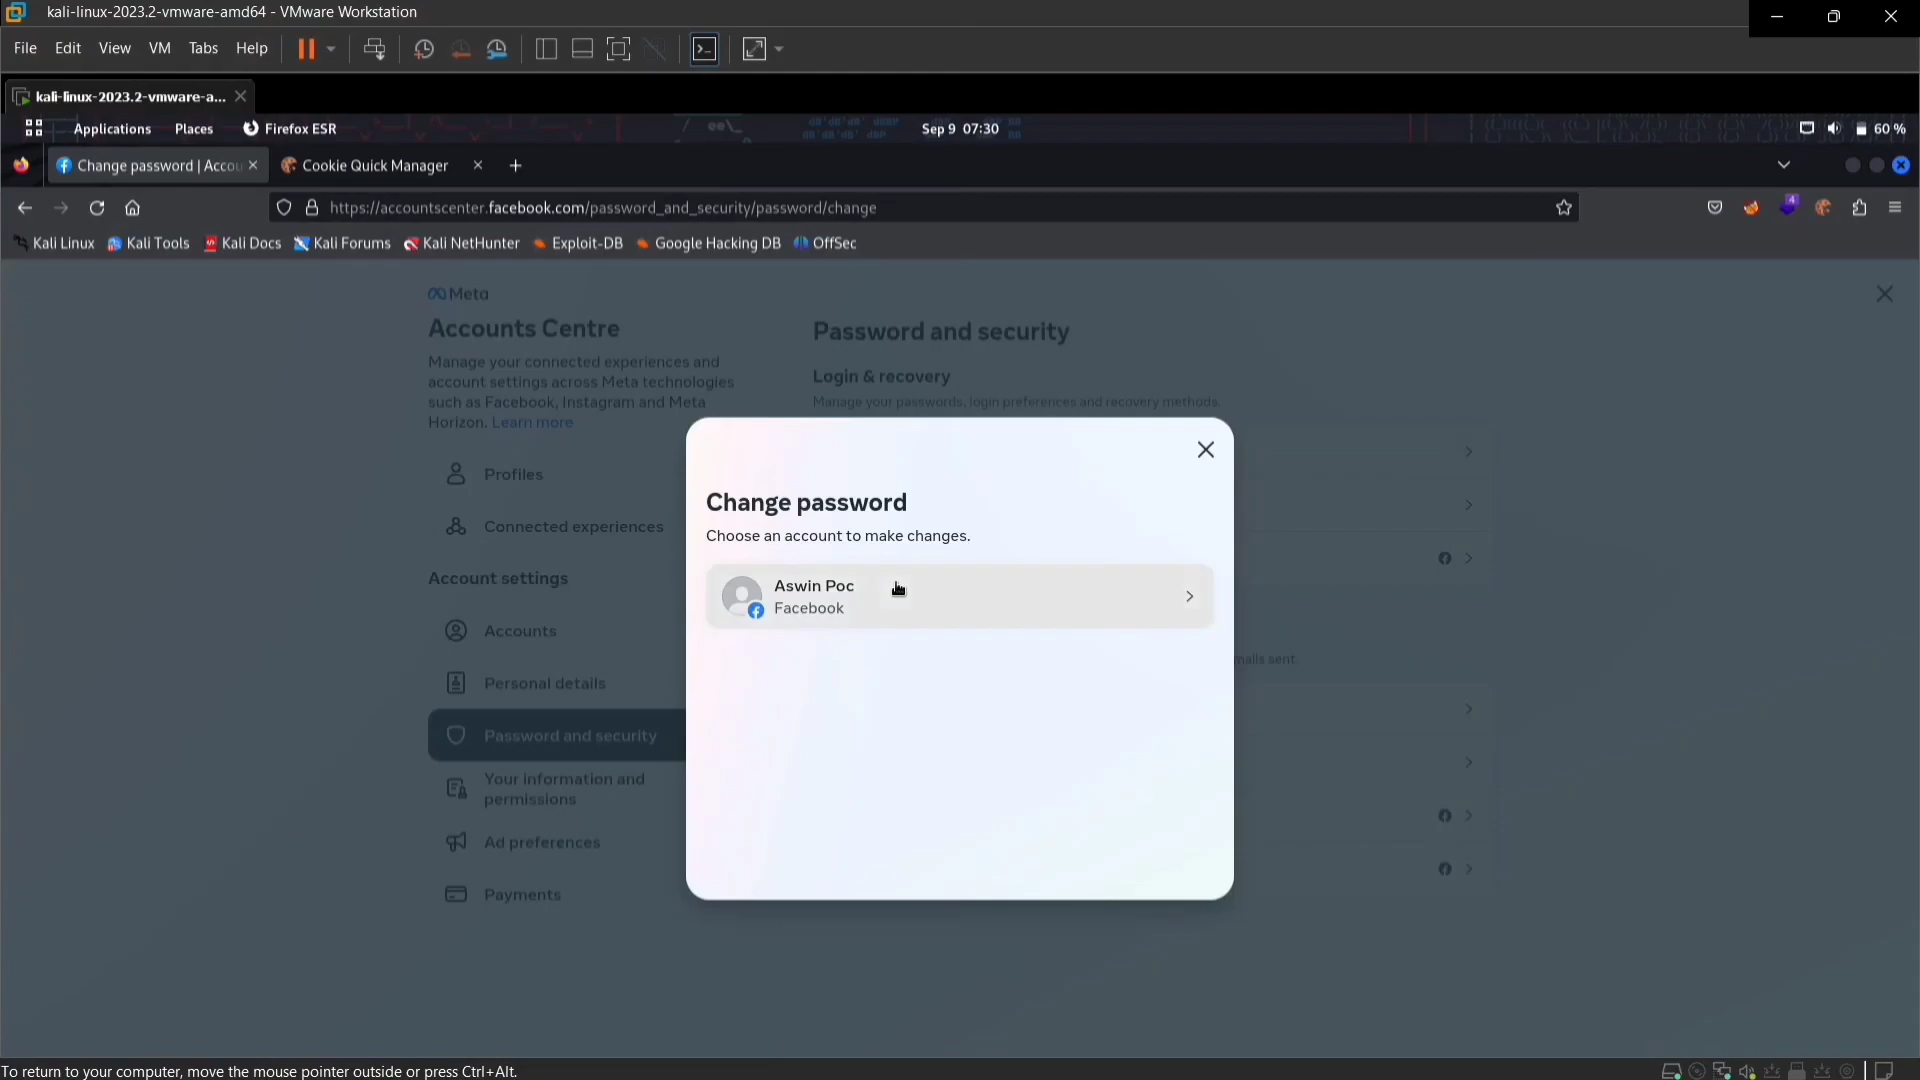 kali-linux-2023.2-vmware-amd64 - VMware Workstation
File Edit View VM Tabs Help
kali-linux-2023.2-vmware-a...
Applications Places Firefox ESR Sep 9 07:30 60 %
Change password | Accou Cookie Quick Manager
https://accountscenter.facebook.com/password_and_security/password/change
4
Kali Linux Kali Tools Kali Docs Kali Forums Kali NetHunter Exploit-DB Google Hacking DB OffSec
Meta
Accounts Centre
Manage your connected experiences and
account settings across Meta technologies
such as Facebook, Instagram and Meta
Horizon. Learn more
Profiles
Connected experiences
Account settings
Accounts
Personal details
Password and security
Your information and
permissions
Ad preferences
Payments
Password and security
Login & recovery
Manage your passwords, login preferences and recovery methods.
mails sent.
Change password
Choose an account to make changes.
Aswin Poc
Facebook
To return to your computer, move the mouse pointer outside or press Ctrl+Alt.